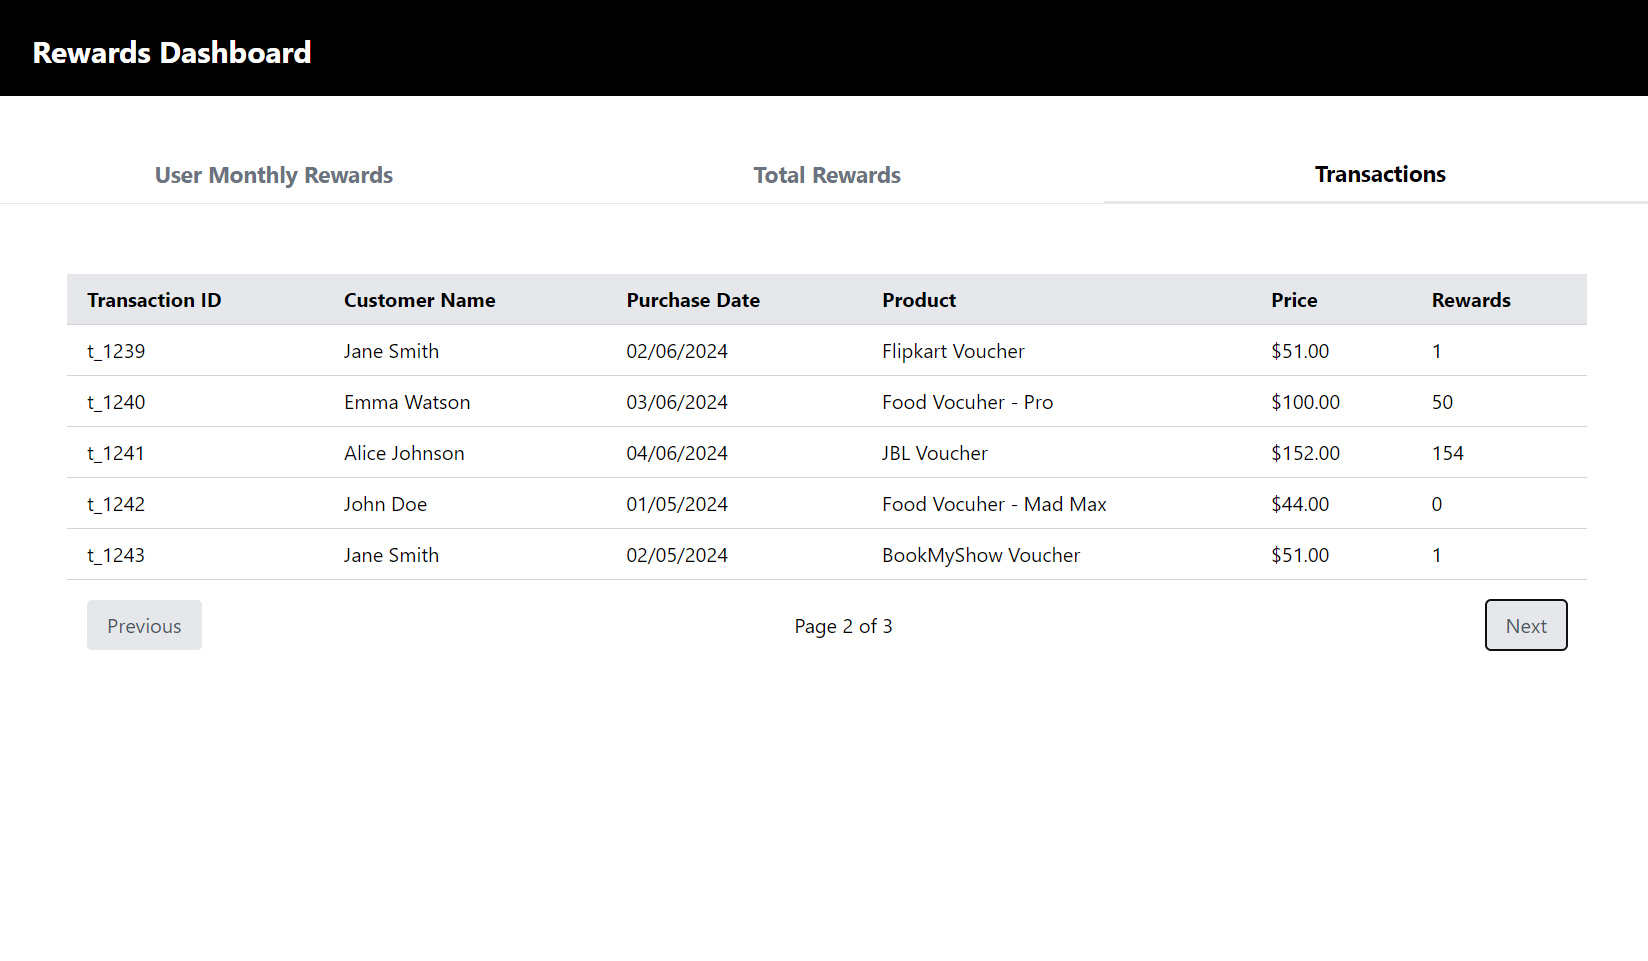 Rewards Dashboard
User Monthly Rewards Total Rewards Transactions
Transaction ID Customer Name Purchase Date Product Price Rewards
t_1239 Jane Smith 02/06/2024 Flipkart Voucher $51.00 1
t_1240 Emma Watson 03/06/2024 Food Vocuher - Pro $100.00 50
t_1241 Alice Johnson 04/06/2024 JBL Voucher $152.00 154
t_1242 John Doe 01/05/2024 Food Vocuher - Mad Max $44.00 0
t_1243 Jane Smith 02/05/2024 BookMyShow Voucher $51.00 1
Previous Page 2 of 3 Next